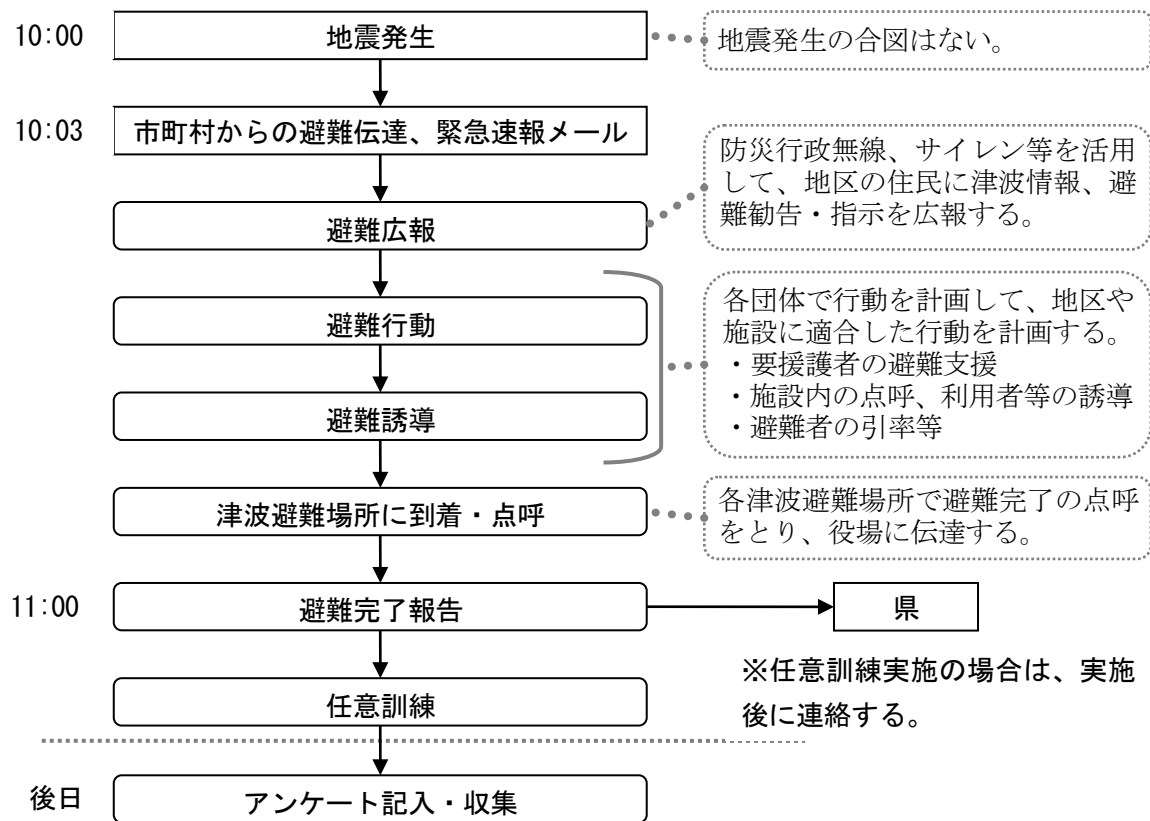 10:00
地震発生
地震発生の合図はない。
10:03
市町村からの避難伝達、緊急速報メール
防災行政無線、サイレン等を活用
して、地区の住民に津波情報、避
難勧告・指示を広報する。
避難広報
避難行動
各団体で行動を計画して、地区や
施設に適合した行動を計画する。
・要援護者の避難支援
・施設内の点呼、利用者等の誘導
・避難者の引率等
避難誘導
津波避難場所に到着・点呼
各津波避難場所で避難完了の点呼
をとり、役場に伝達する。
11:00
避難完了報告
県
※任意訓練実施の場合は、実施
後に連絡する。
任意訓練
後日
アンケート記入・収集